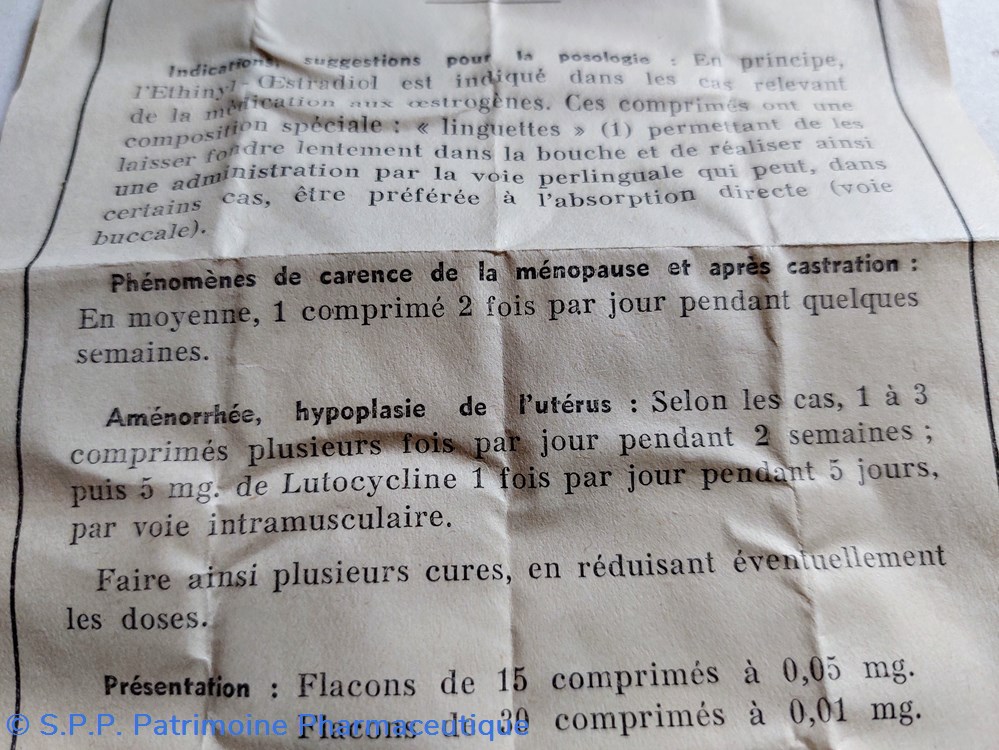 Indications, suggestions pour la posologie : En principe,
l'Ethinyl-Œstradiol est indiqué dans les cas relevant
de la médication aux œstrogènes. Ces comprimés ont une
composition spéciale : « linguettes » (1) permettant de les
laisser fondre lentement dans la bouche et de réaliser ainsi
une administration par la voie perlinguale qui peut, dans
certains cas, être préférée à l'absorption directe (voie
buccale).
Phénomènes de carence de la ménopause et après castration :
En moyenne, 1 comprimé 2 fois par jour pendant quelques
semaines.
Aménorrhée, hypoplasie de l'utérus : Selon les cas, 1 à 3
comprimés plusieurs fois par jour pendant 2 semaines ;
puis 5 mg. de Lutocycline 1 fois par jour pendant 5 jours,
par voie intramusculaire.
Faire ainsi plusieurs cures, en réduisant éventuellement
les doses.
Présentation : Flacons de 15 comprimés à 0,05 mg.
Flacons de 30 comprimés à 0,01 mg.
© S.P.P. Patrimoine Pharmaceutique